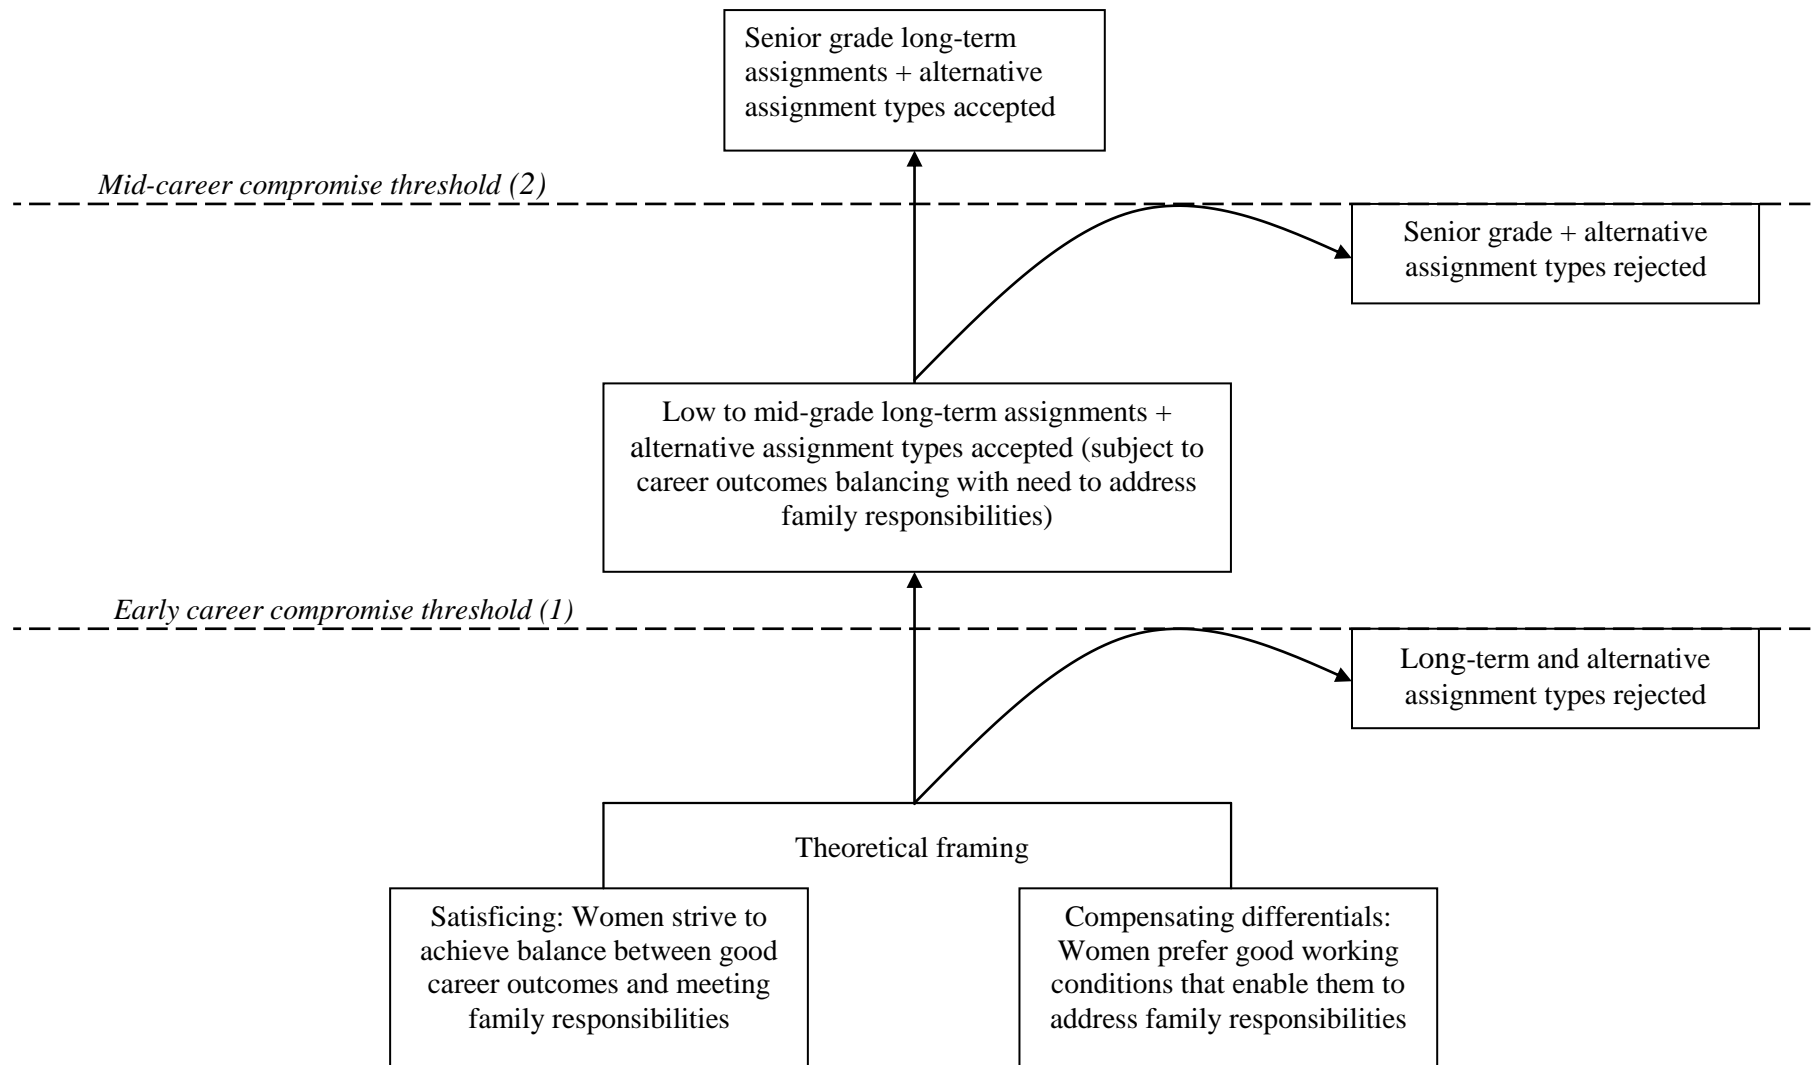 Senior grade long-term
assignments + alternative
assignment types accepted
Mid-career compromise threshold (2)
Senior grade + alternative
assignment types rejected
Low to mid-grade long-term assignments +
alternative assignment types accepted (subject to
career outcomes balancing with need to address
family responsibilities)
Early career compromise threshold (1)
Long-term and alternative
assignment types rejected
Theoretical framing
Satisficing: Women strive to
achieve balance between good
career outcomes and meeting
family responsibilities
Compensating differentials:
Women prefer good working
conditions that enable them to
address family responsibilities